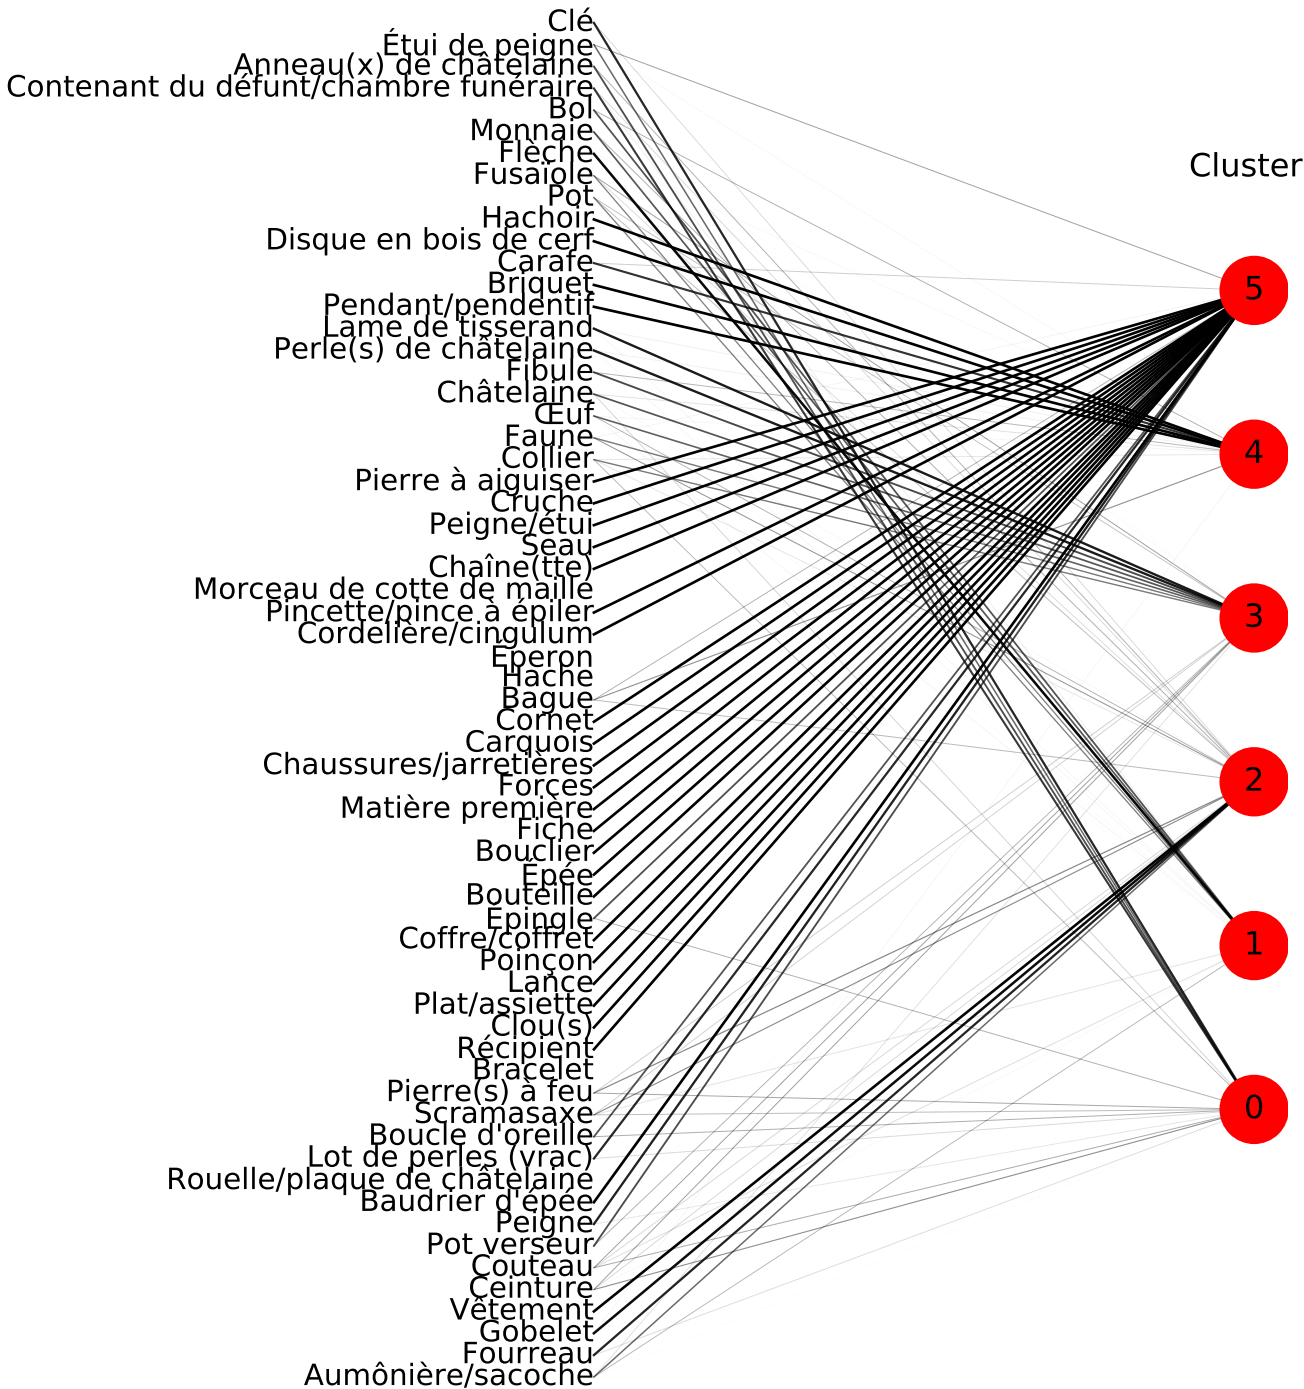 Clé
Étui de peigne
Anneau(x) de châtelaine
Contenant du défunt/chambre funéraire
Bol
Monnaie
Flèche
Cluster
Fusaïole
Pot
Hachoir
Disque en bois de cerf
Carafe
Briquet
5
Pendant/pendentif
Lame de tisserand
Perle(s) de châtelaine
Fibule
Châtelaine
Œuf
Faune
4
Collier
Pierre à aiguiser
Cruche
Peigne/étui
Seau
Chaîne(tte)
Morceau de cotte de maille
Pincette/pince à épiler
3
Cordelière/cingulum
Éperon
Hache
Bague
Cornet
Carquois
Chaussures/jarretières
2
Forces
Matière première
Fiche
Bouclier
Épée
Bouteille
Épingle
Coffre/coffret
1
Poinçon
Lance
Plat/assiette
Clou(s)
Récipient
Bracelet
Pierre(s) à feu
0
Scramasaxe
Boucle d'oreille
Lot de perles (vrac)
Rouelle/plaque de châtelaine
Baudrier d'épée
Peigne
Pot verseur
Couteau
Ceinture
Vêtement
Gobelet
Fourreau
Aumônière/sacoche